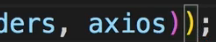 ders, axios));